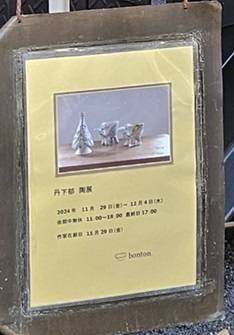 丹下郁 陶展
2024年 11月 29日(金)～ 12月4日(水)
会期中無休 11:00～18:00 最終日17:00
作家在廊日 11月29日(金)
bonton